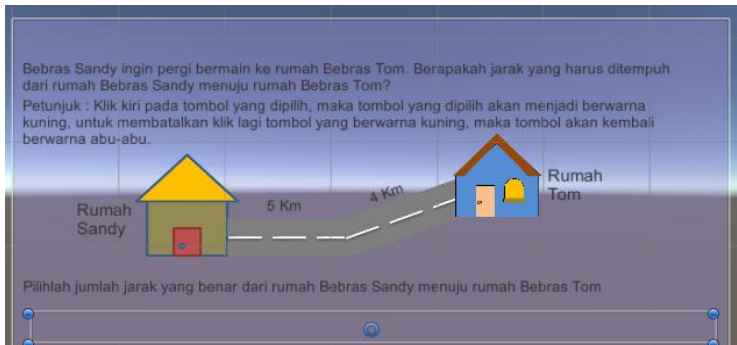 Bebras Sandy ingin pergi bermain ke rumah Bebras Tom. Berapakah jarak yang harus ditempuh
dari rumah Bebras Sandy menuju rumah Bebras Tom?
Petunjuk : Klik kiri pada tombol yang dipilih, maka tombol yang dipilih akan menjadi berwarna
kuning, untuk membatalkan klik lagi tombol yang berwarna kuning, maka tombol akan kembali
berwarna abu-abu.
Rumah
Sandy
5 Km
4 Km
Rumah
Tom
Pilihlah jumlah jarak yang benar dari rumah Bebras Sandy menuju rumah Bebras Tom